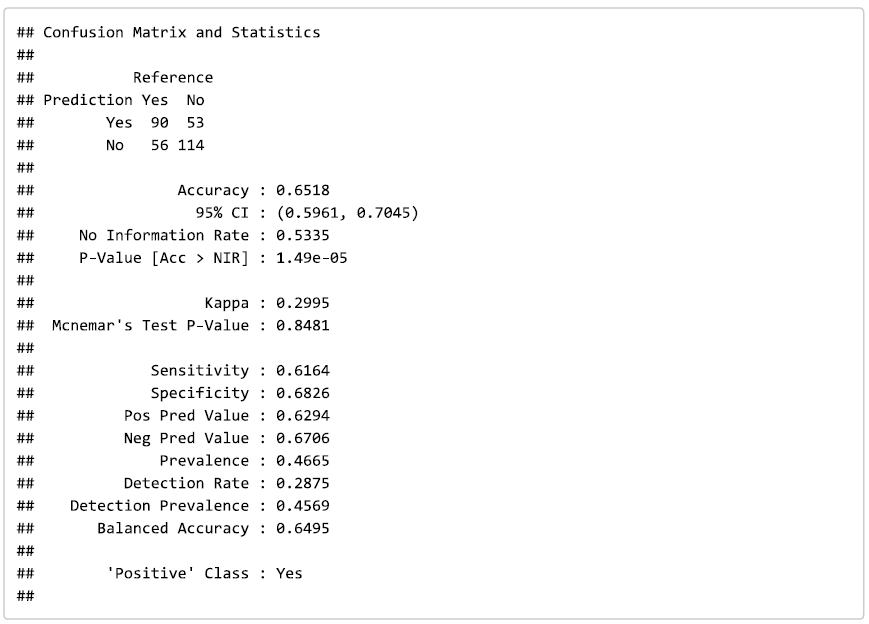 ## Confusion Matrix and Statistics
##
##           Reference
## Prediction Yes  No
##        Yes  90  53
##        No   56 114
##
##                Accuracy : 0.6518
##                  95% CI : (0.5961, 0.7045)
##     No Information Rate : 0.5335
##     P-Value [Acc > NIR] : 1.49e-05
##
##                   Kappa : 0.2995
##  Mcnemar's Test P-Value : 0.8481
##
##             Sensitivity : 0.6164
##             Specificity : 0.6826
##          Pos Pred Value : 0.6294
##          Neg Pred Value : 0.6706
##              Prevalence : 0.4665
##          Detection Rate : 0.2875
##    Detection Prevalence : 0.4569
##       Balanced Accuracy : 0.6495
##
##        'Positive' Class : Yes
##